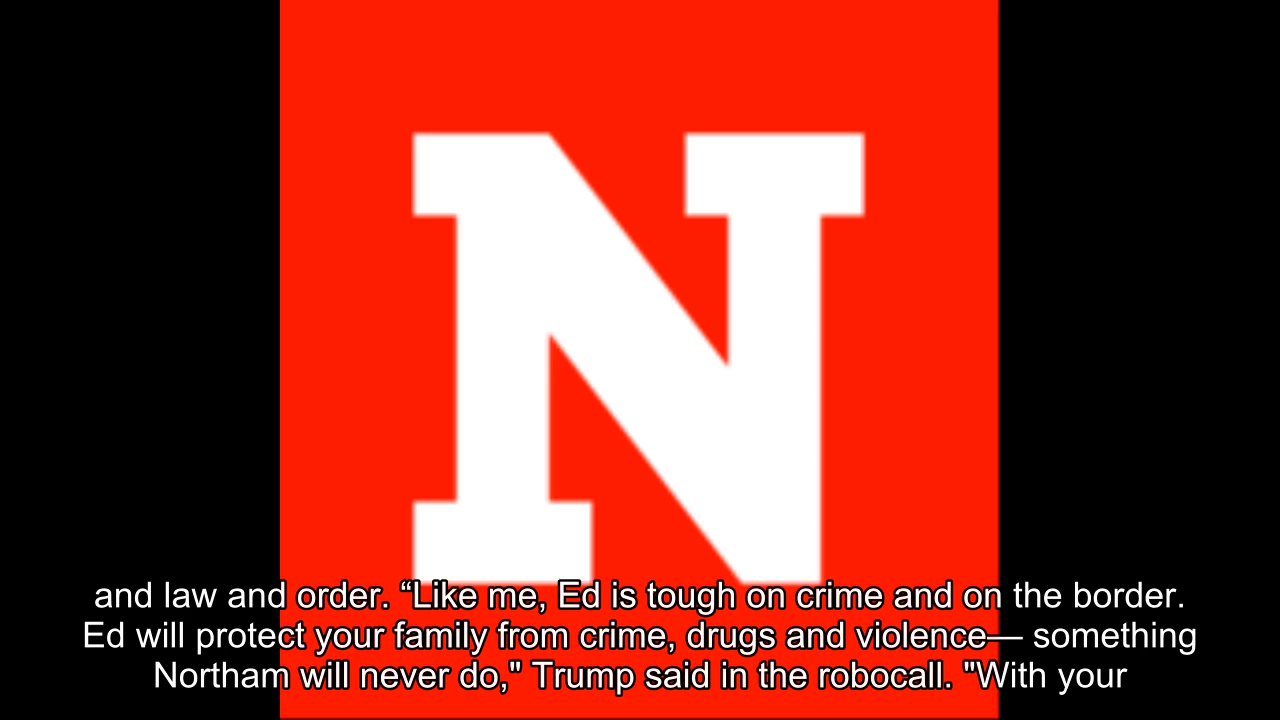 N
and law and order. “Like me, Ed is tough on crime and on the border.
Ed will protect your family from crime, drugs and violence— something
Northam will never do," Trump said in the robocall. "With your